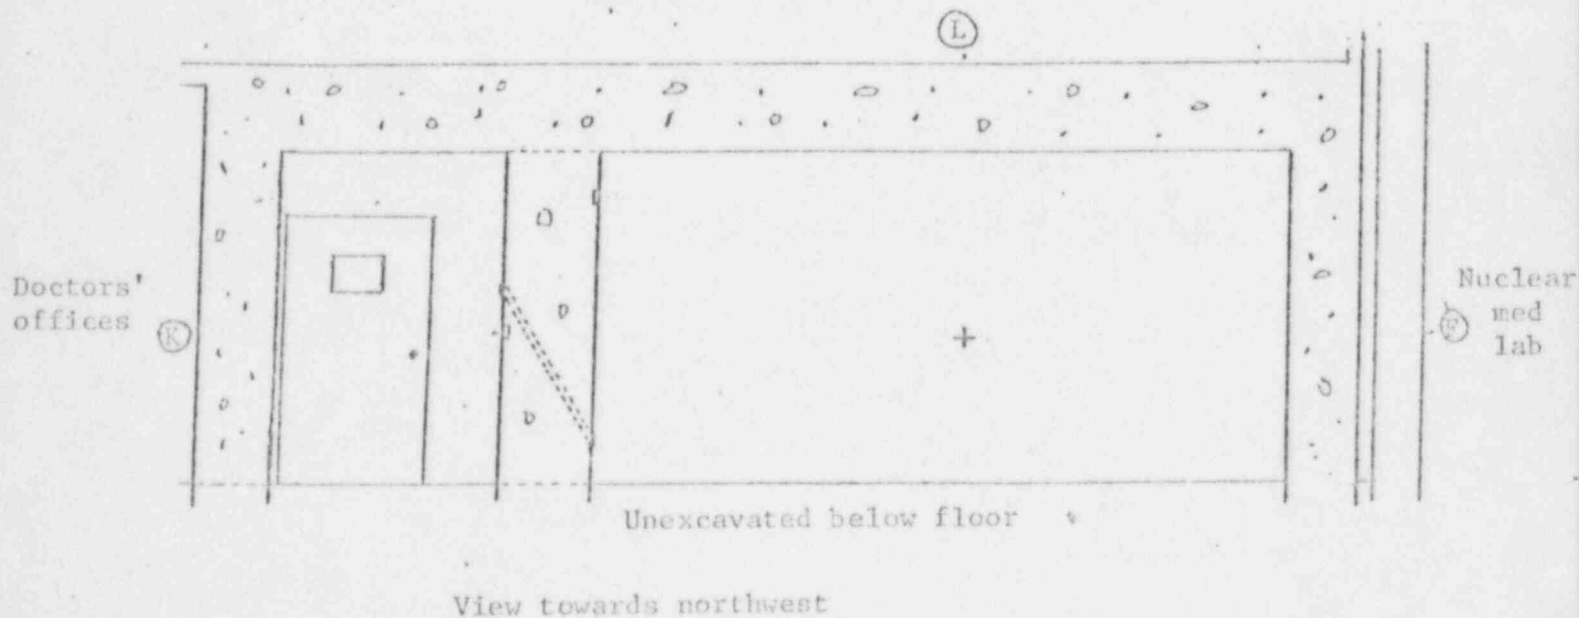 L
Doctors'
offices
K
Nuclear
med
lab
F
Unexcavated below floor
View towards northwest